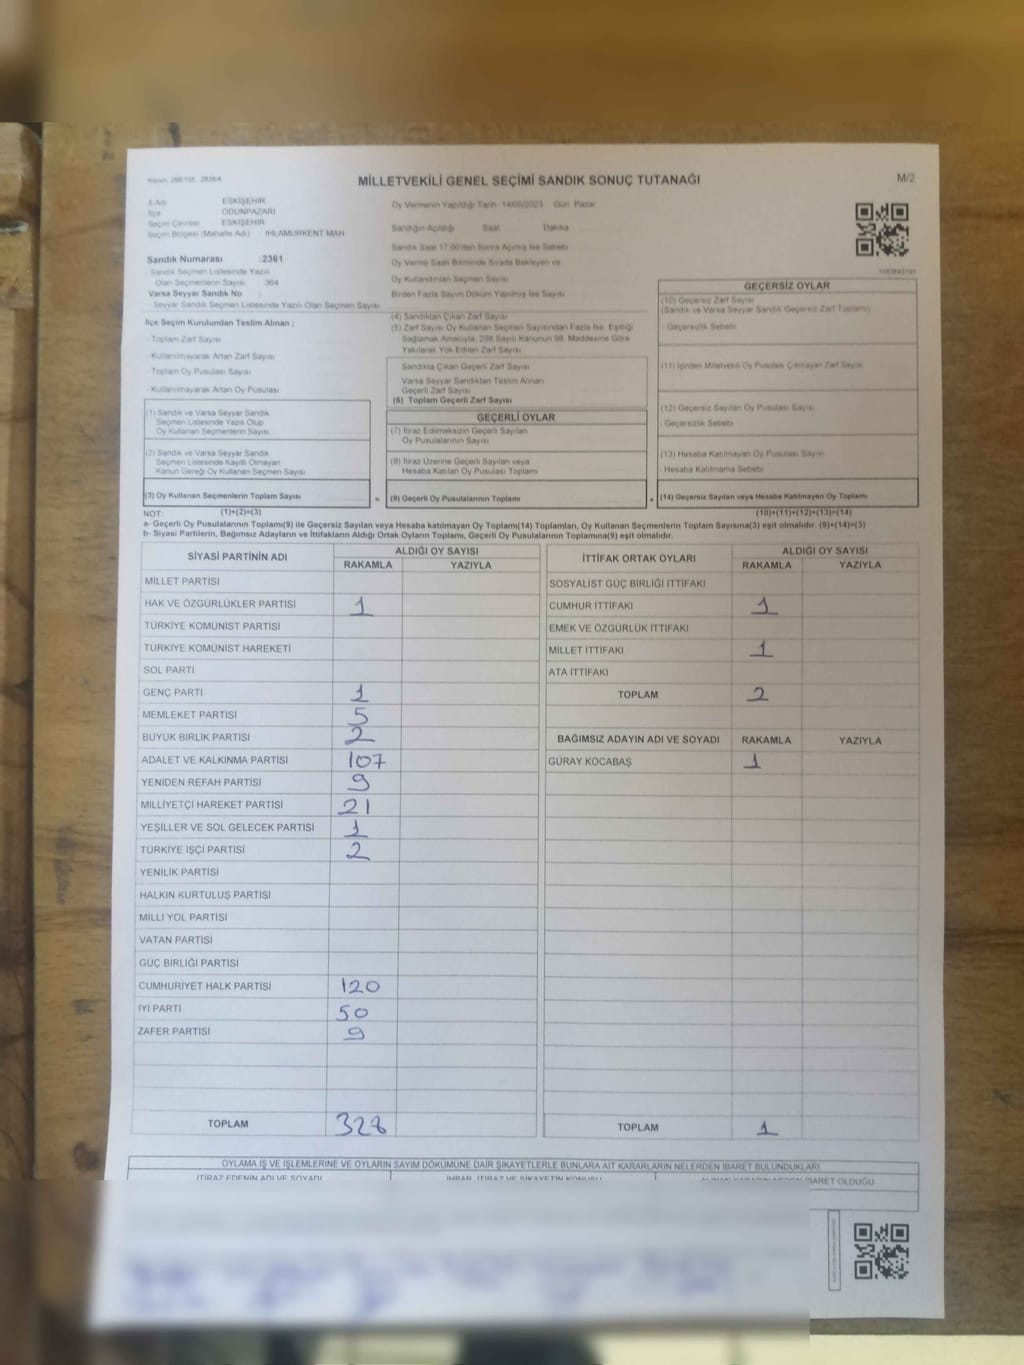 MİLLETVEKİLİ GENEL SEÇİMİ SANDIK SONUÇ TUTANAĞI
M/2
İl Adı ESKİŞEHİR
İlçe ODUNPAZARI
Seçim Çevresi ESKİŞEHİR
Seçim Bölgesi (Mahalle Adı) IHLAMURKENT MAH.
Sandık Numarası :2361
Sandık Seçmen Listesinde Yazılı
Olan Seçmenlerin Sayısı 364
Varsa Seyyar Sandık No :
Seyyar Sandık Seçmen Listesinde Yazılı Olan Seçmen Sayısı
İlçe Seçim Kurulundan Teslim Alınan ;
- Toplam Zarf Sayısı
- Kullanılmayarak Artan Zarf Sayısı
- Toplam Oy Pusulası Sayısı
- Kullanılmayarak Artan Oy Pusulası
(1) Sandık ve Varsa Seyyar Sandık
Seçmen Listesinde Yazılı Olup
Oy Kullanan Seçmenlerin Sayısı
(2) Sandık ve Varsa Seyyar Sandık
Seçmen Listesinde Kayıtlı Olmayan
Kanun Gereği Oy Kullanan Seçmen Sayısı
(3) Oy Kullanan Seçmenlerin Toplam Sayısı
=
Oy Vermenin Yapıldığı Tarih 14/05/2023 Gün Pazar
Sandığın Açıldığı Saat Dakika
Sandık Saat 17:00'den Sonra Açılmış İse Sebebi
Oy Verme Saati Bitiminde Sırada Bekleyen ve
Oy Kullandırılan Seçmen Sayısı
Birden Fazla Sayım Döküm Yapılmış İse Sayısı
(4) Sandıktan Çıkan Zarf Sayısı
(5) Zarf Sayısı Oy Kullanan Seçmen Sayısından Fazla İse, Eşitliği
Sağlamak Amacıyla, 298 Sayılı Kanunun 98. Maddesine Göre
Yakılarak Yok Edilen Zarf Sayısı
Sandıkta Çıkan Geçerli Zarf Sayısı
Varsa Seyyar Sandıktan Teslim Alınan
Geçerli Zarf Sayısı
(6) Toplam Geçerli Zarf Sayısı
GEÇERLİ OYLAR
(7) İtiraz Edilmeksizin Geçerli Sayılan
Oy Pusulalarının Sayısı
(8) İtiraz Üzerine Geçerli Sayılan veya
Hesaba Katılan Oy Pusulası Toplamı
(9) Geçerli Oy Pusulalarının Toplamı
+
GEÇERSİZ OYLAR
(10) Geçersiz Zarf Sayısı
(Sandık ve Varsa Seyyar Sandık Geçersiz Zarf Toplamı)
- Geçersizlik Sebebi
(11) İçinden Milletvekili Oy Pusulası Çıkmayan Zarf Sayısı
(12) Geçersiz Sayılan Oy Pusulası Sayısı
- Geçersizlik Sebebi
(13) Hesaba Katılmayan Oy Pusulası Sayısı
- Hesaba Katılmama Sebebi
(14) Geçersiz Sayılan veya Hesaba Katılmayan Oy Toplamı
NOT: (1)+(2)=(3) (10)+(11)+(12)+(13)=(14)
a- Geçerli Oy Pusulalarının Toplamı(9) ile Geçersiz Sayılan veya Hesaba katılmayan Oy Toplamı(14) Toplamları, Oy Kullanan Seçmenlerin Toplam Sayısına(3) eşit olmalıdır. (9)+(14)=(3)
b- Siyasi Partilerin, Bağımsız Adayların ve İttifakların Aldığı Ortak Oyların Toplamı, Geçerli Oy Pusulalarının Toplamına(9) eşit olmalıdır.
SİYASİ PARTİNİN ADI ALDIĞI OY SAYISI
RAKAMLA YAZIYLA
MİLLET PARTİSİ
HAK VE ÖZGÜRLÜKLER PARTİSİ 1
TÜRKİYE KOMÜNİST PARTİSİ
TÜRKİYE KOMÜNİST HAREKETİ
SOL PARTİ
GENÇ PARTİ 1
MEMLEKET PARTİSİ 5
BÜYÜK BİRLİK PARTİSİ 2
ADALET VE KALKINMA PARTİSİ 107
YENİDEN REFAH PARTİSİ 9
MİLLİYETÇİ HAREKET PARTİSİ 21
YEŞİLLER VE SOL GELECEK PARTİSİ 1
TÜRKİYE İŞÇİ PARTİSİ 2
YENİLİK PARTİSİ
HALKIN KURTULUŞ PARTİSİ
MİLLİ YOL PARTİSİ
VATAN PARTİSİ
GÜÇ BİRLİĞİ PARTİSİ
CUMHURİYET HALK PARTİSİ 120
İYİ PARTİ 50
ZAFER PARTİSİ 9
TOPLAM 328
İTTİFAK ORTAK OYLARI ALDIĞI OY SAYISI
RAKAMLA YAZIYLA
SOSYALİST GÜÇ BİRLİĞİ İTTİFAKI
CUMHUR İTTİFAKI 1
EMEK VE ÖZGÜRLÜK İTTİFAKI
MİLLET İTTİFAKI 1
ATA İTTİFAKI
TOPLAM 2
BAĞIMSIZ ADAYIN ADI VE SOYADI RAKAMLA YAZIYLA
GÜRAY KOCABAŞ 1
TOPLAM 1
OYLAMA İŞ VE İŞLEMLERİNE VE OYLARIN SAYIM DÖKÜMÜNE DAİR ŞİKAYETLERLE BUNLARA AİT KARARLARIN NELERDEN İBARET BULUNDUKLARI
İTİRAZ EDENİN ADI VE SOYADI